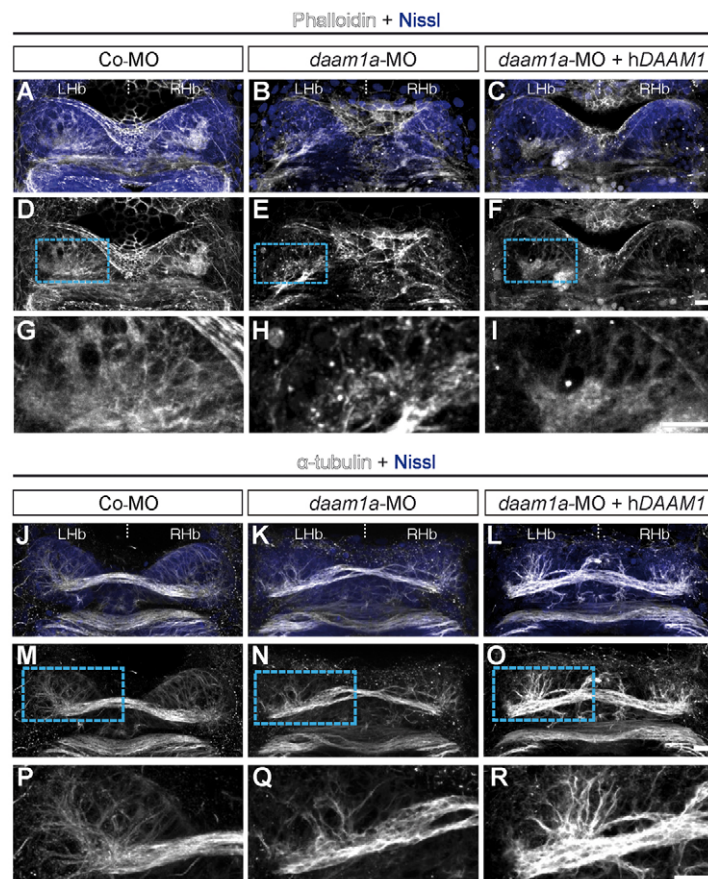 Phalloidin + Nissl
Co-MO
daam1a-MO
daam1a-MO + hDAAM1
A LHb RHb
B LHb RHb
C LHb RHb
D
E
F
G
H
I
α-tubulin + Nissl
Co-MO
daam1a-MO
daam1a-MO + hDAAM1
J LHb RHb
K LHb RHb
L LHb RHb
M
N
O
P
Q
R